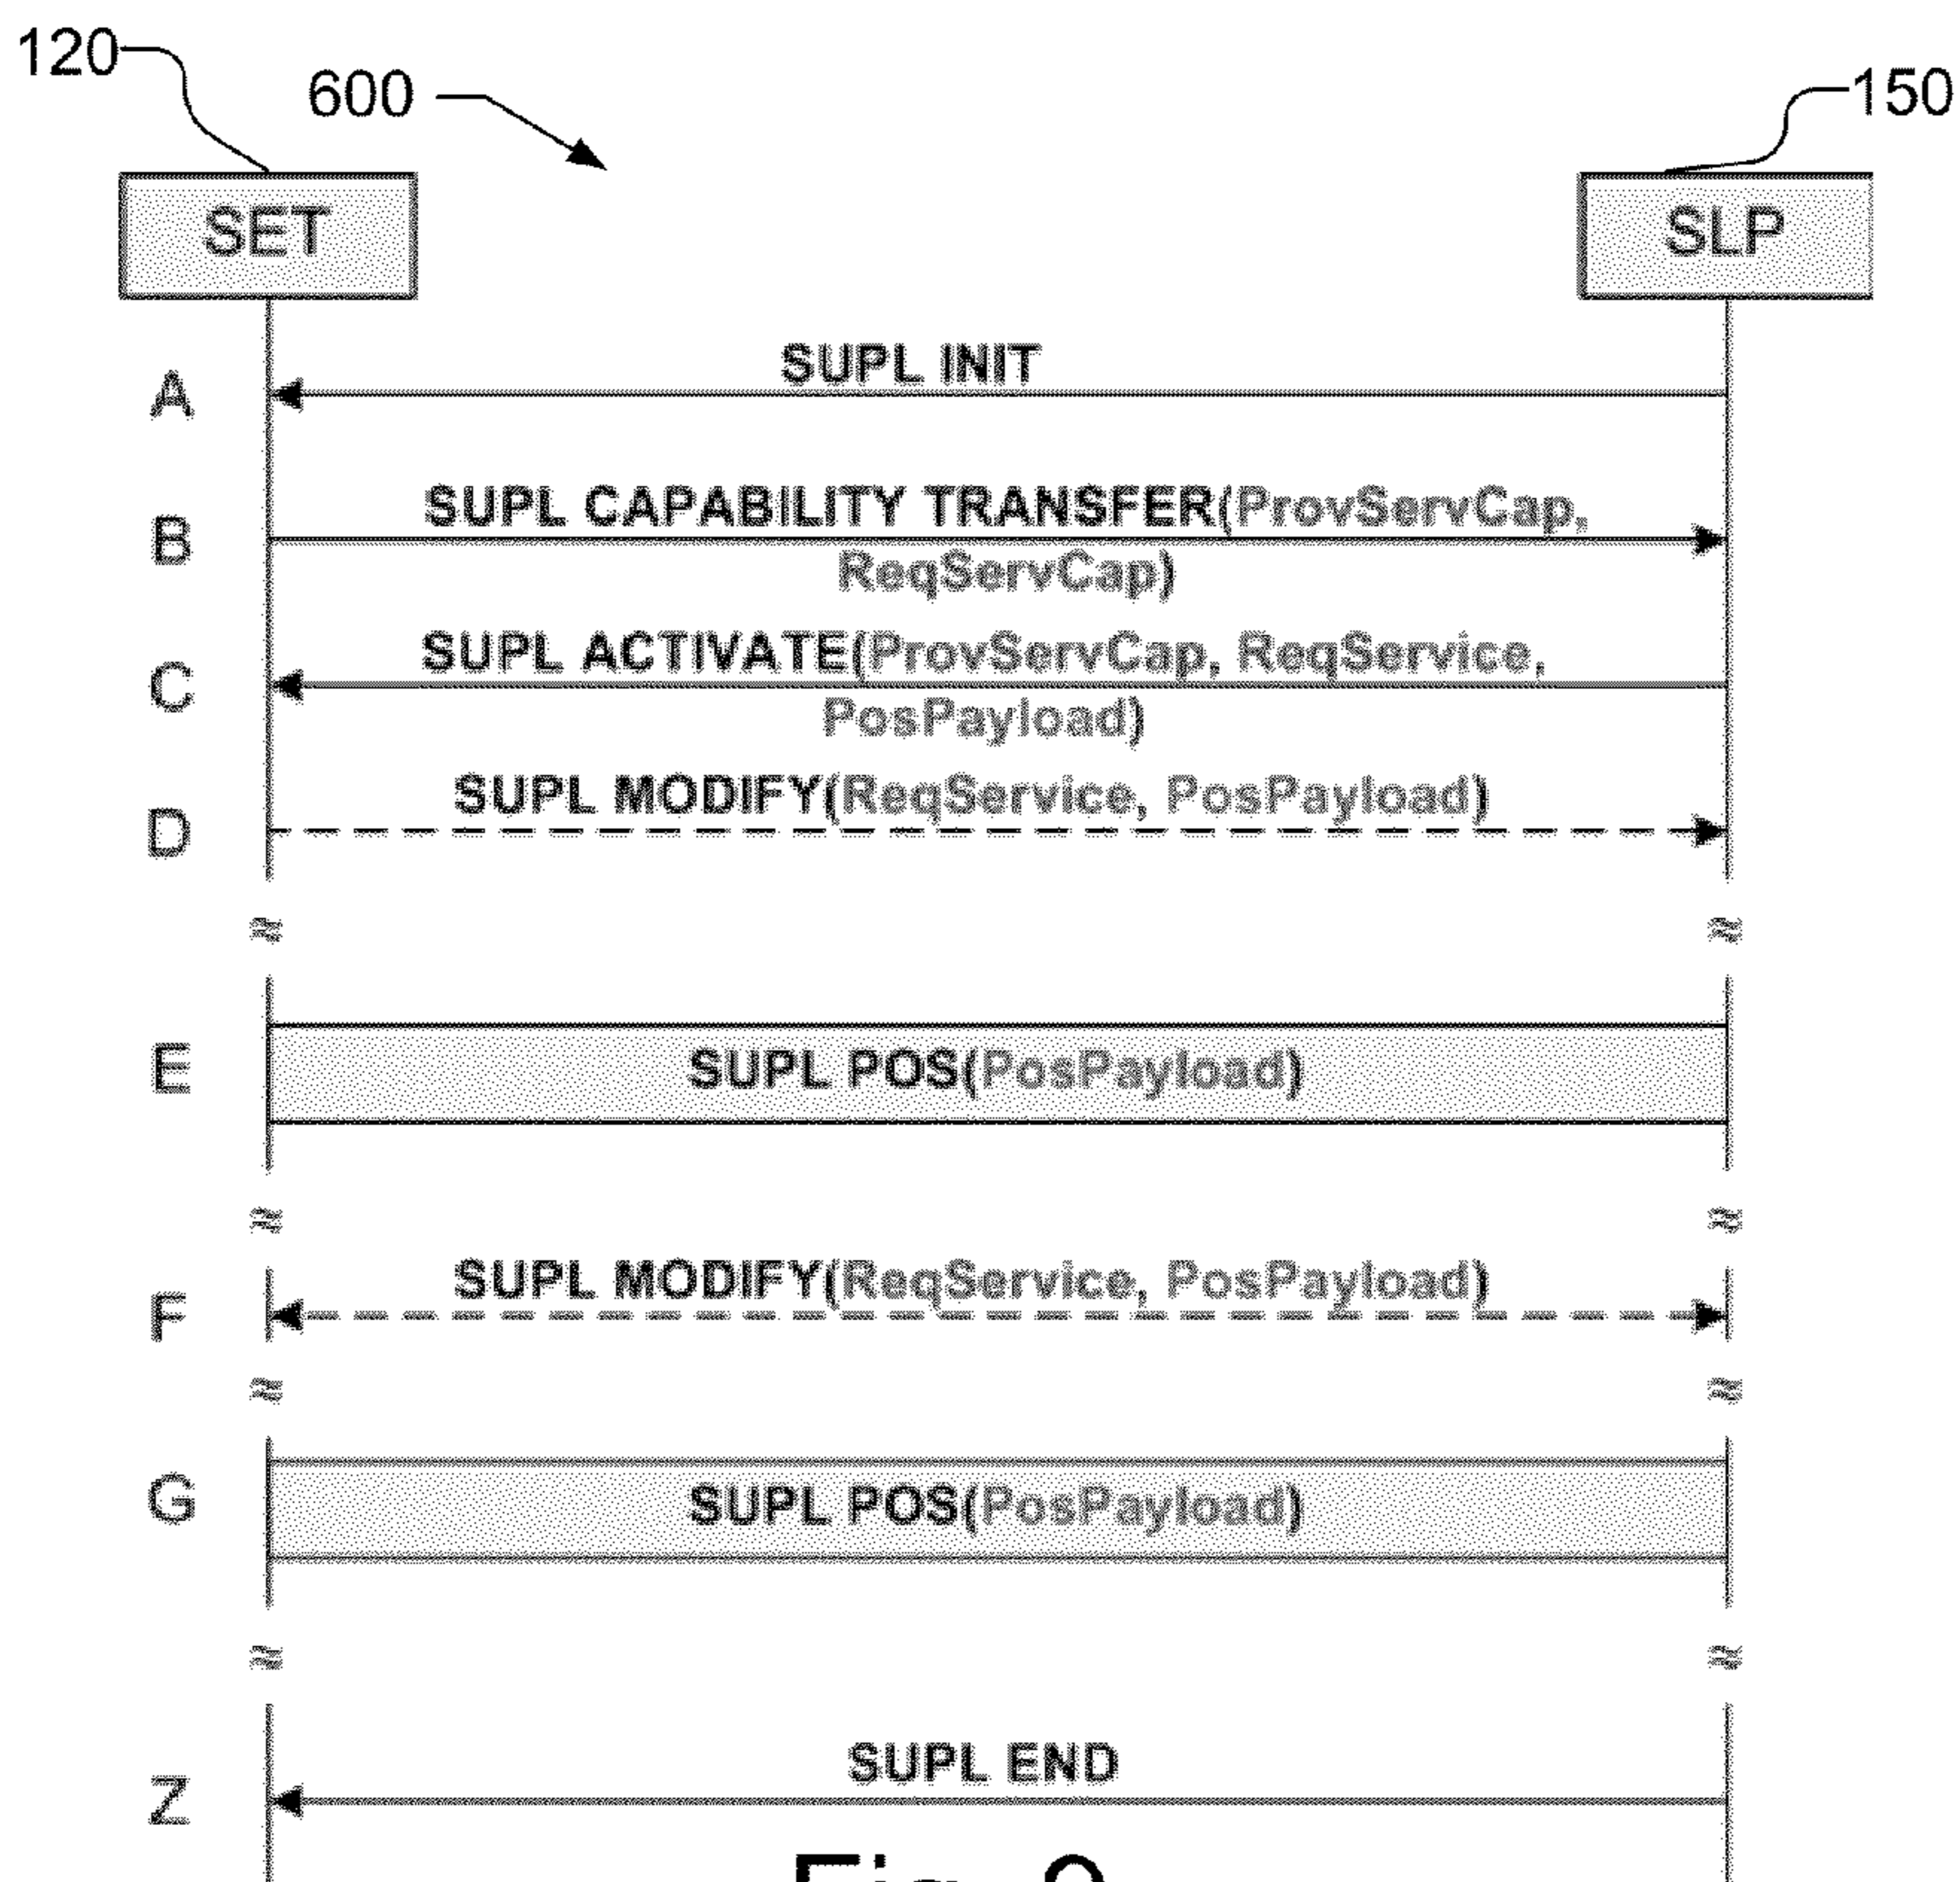 120
600
150
SET
SLP
SUPL INIT
A
SUPL CAPABILITY TRANSFER(ProvServCap,
B
ReqServCap)
SUPL ACTIVATE(ProvServCap, ReqService,
C
PosPayload)
SUPL MODIFY(ReqService, PosPayload)
D
≈ ≈
E
SUPL POS(PosPayload)
≈ ≈
SUPL MODIFY(ReqService, PosPayload)
F
≈ ≈
G
SUPL POS(PosPayload)
≈ ≈
SUPL END
Z